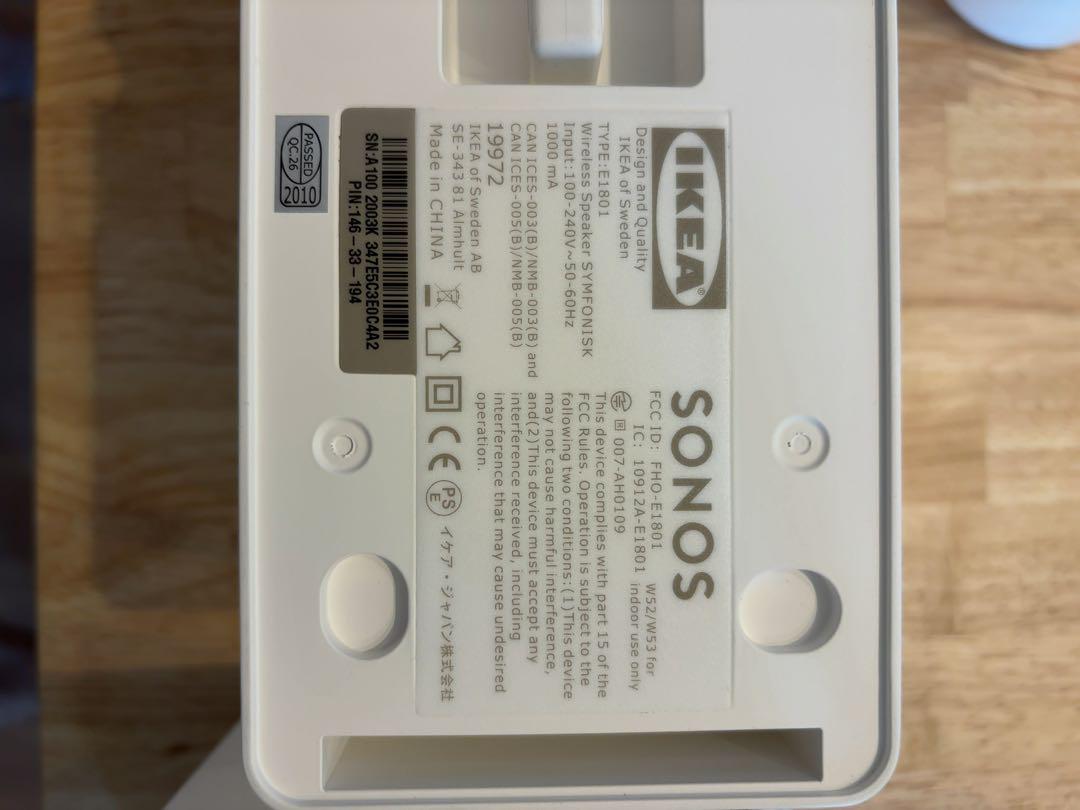 IKEA®
Design and Quality
IKEA of Sweden
TYPE:E1801
Wireless Speaker SYMFONISK
Input:100-240V~50-60Hz
1000 mA
CAN ICES-003(B)/NMB-003(B) and
CAN ICES-005(B)/NMB-005(B)
19972
IKEA of Sweden AB
SE-343 81 Almhult
Made in CHINA
SONOS
FCC ID: FHO-E1801
IC: 10912A-E1801
W52/W53 for
indoor use only
007-AH0109
This device complies with part 15 of the
FCC Rules. Operation is subject to the
following two conditions:(1)This device
may not cause harmful interference,
and(2)This device must accept any
interference received, including
interference that may cause undesired
operation.
CE
PS
E
イケア・ジャパン株式会社
SN:A100 2003K 347E5C3E0C4A2
PIN:146-33-194
PASSED
QC.26
2010